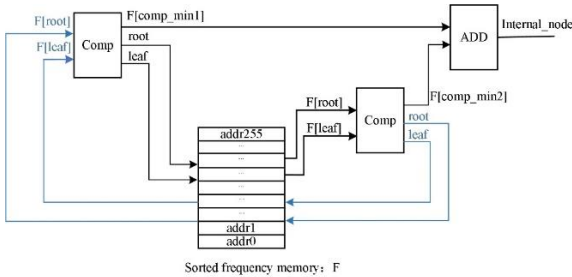 F[root]
F[leaf]
Comp
F[comp_min1]
root
leaf
ADD
Internal_node
F[root]
F[leaf]
Comp
F[comp_min2]
root
leaf
addr255
...
...
...
...
...
...
addr1
addr0
Sorted frequency memory: F